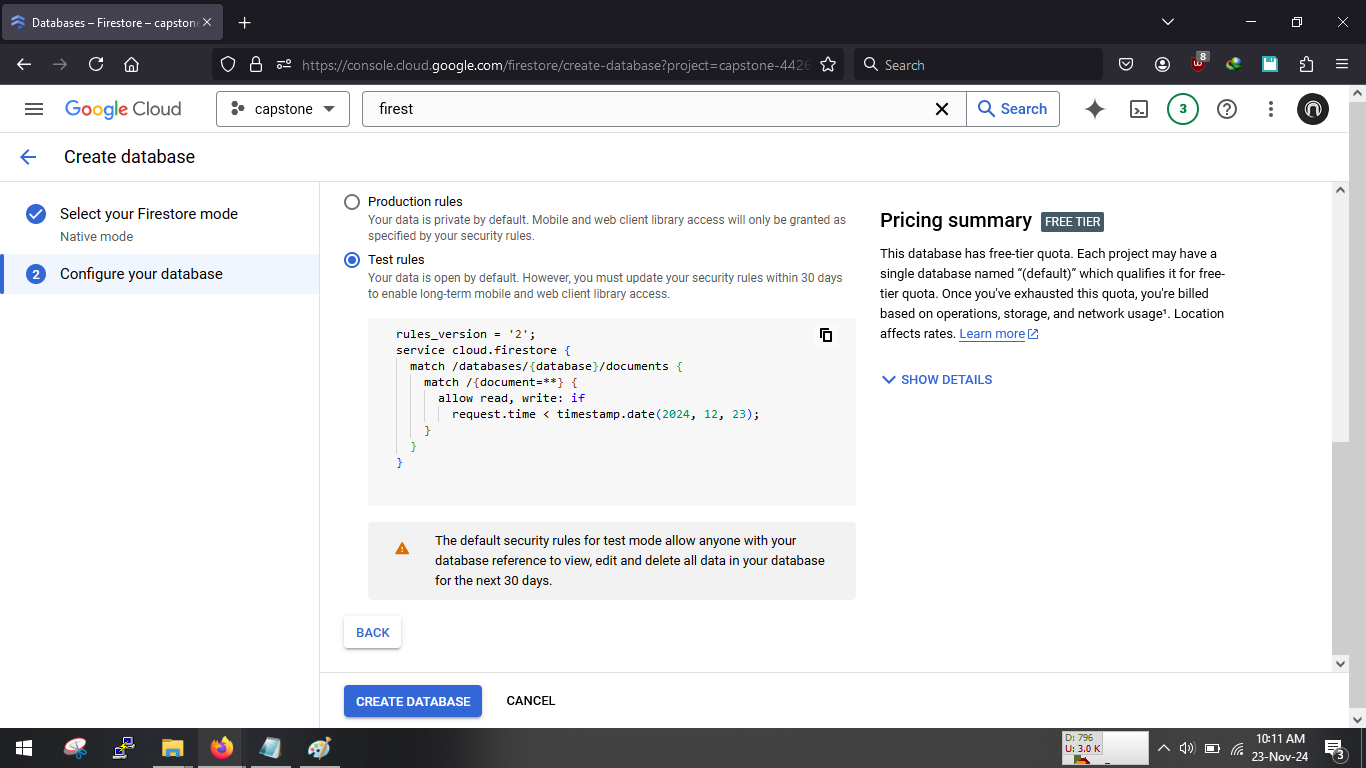 Databases – Firestore – capstone
https://console.cloud.google.com/firestore/create-database?project=capstone-4426
Search
8
Google Cloud
capstone
firest
Search
3
Create database
Select your Firestore mode
Native mode
2
Configure your database
Production rules
Your data is private by default. Mobile and web client library access will only be granted as
specified by your security rules.
Test rules
Your data is open by default. However, you must update your security rules within 30 days
to enable long-term mobile and web client library access.
rules_version = '2';
service cloud.firestore {
match /databases/{database}/documents {
match /{document=**} {
allow read, write: if
request.time < timestamp.date(2024, 12, 23);
}
}
}
The default security rules for test mode allow anyone with your
database reference to view, edit and delete all data in your database
for the next 30 days.
BACK
CREATE DATABASE
CANCEL
Pricing summary
FREE TIER
This database has free-tier quota. Each project may have a
single database named “(default)” which qualifies it for free-
tier quota. Once you've exhausted this quota, you're billed
based on operations, storage, and network usage¹. Location
affects rates. Learn more
SHOW DETAILS
D: 796
U: 3.0 K
10:11 AM
23-Nov-24
3